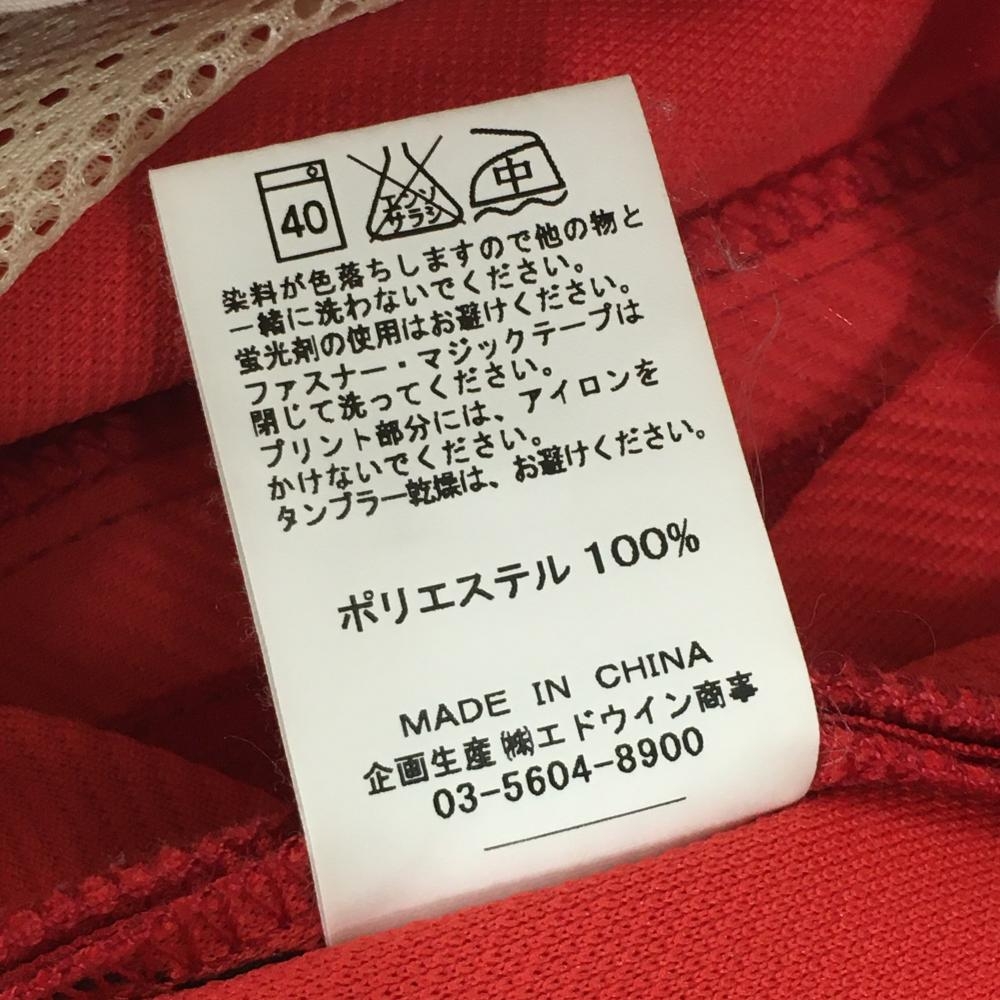 40
エンソ
サラシ
中
染料が色落ちしますので他の物と
一緒に洗わないでください。
蛍光剤の使用はお避けください。
ファスナー・マジックテープは
閉じて洗ってください。
プリント部分には、アイロンを
かけないでください。
タンブラー乾燥は、お避けください。
ポリエステル 100%
MADE IN CHINA
企画生産㈱エドウイン商事
03-5604-8900